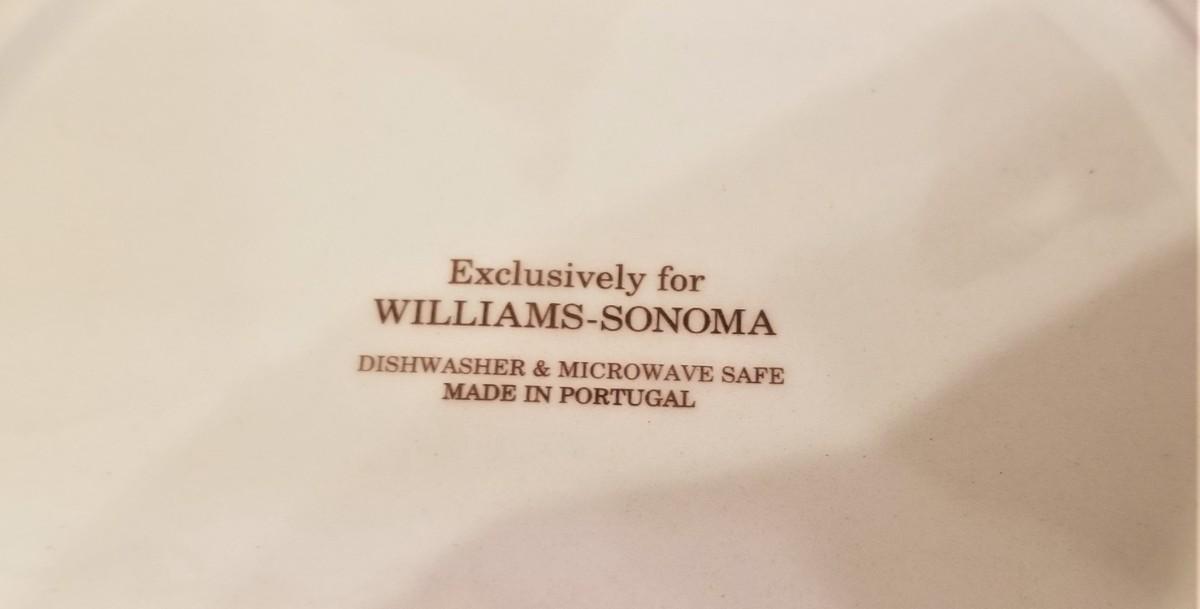 Exclusively for
WILLIAMS-SONOMA
DISHWASHER & MICROWAVE SAFE
MADE IN PORTUGAL